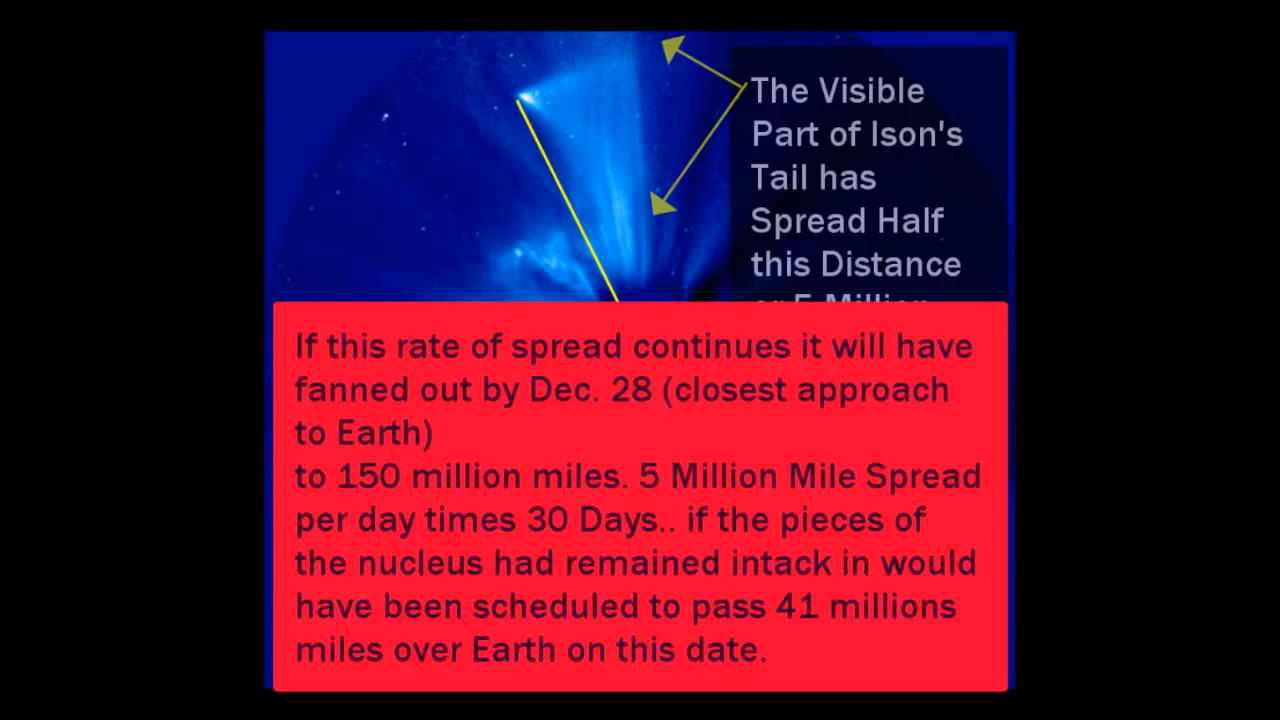 The Visible
Part of Ison's
Tail has
Spread Half
this Distance
or 5 Million
If this rate of spread continues it will have
fanned out by Dec. 28 (closest approach
to Earth)
to 150 million miles. 5 Million Mile Spread
per day times 30 Days.. if the pieces of
the nucleus had remained intack in would
have been scheduled to pass 41 millions
miles over Earth on this date.